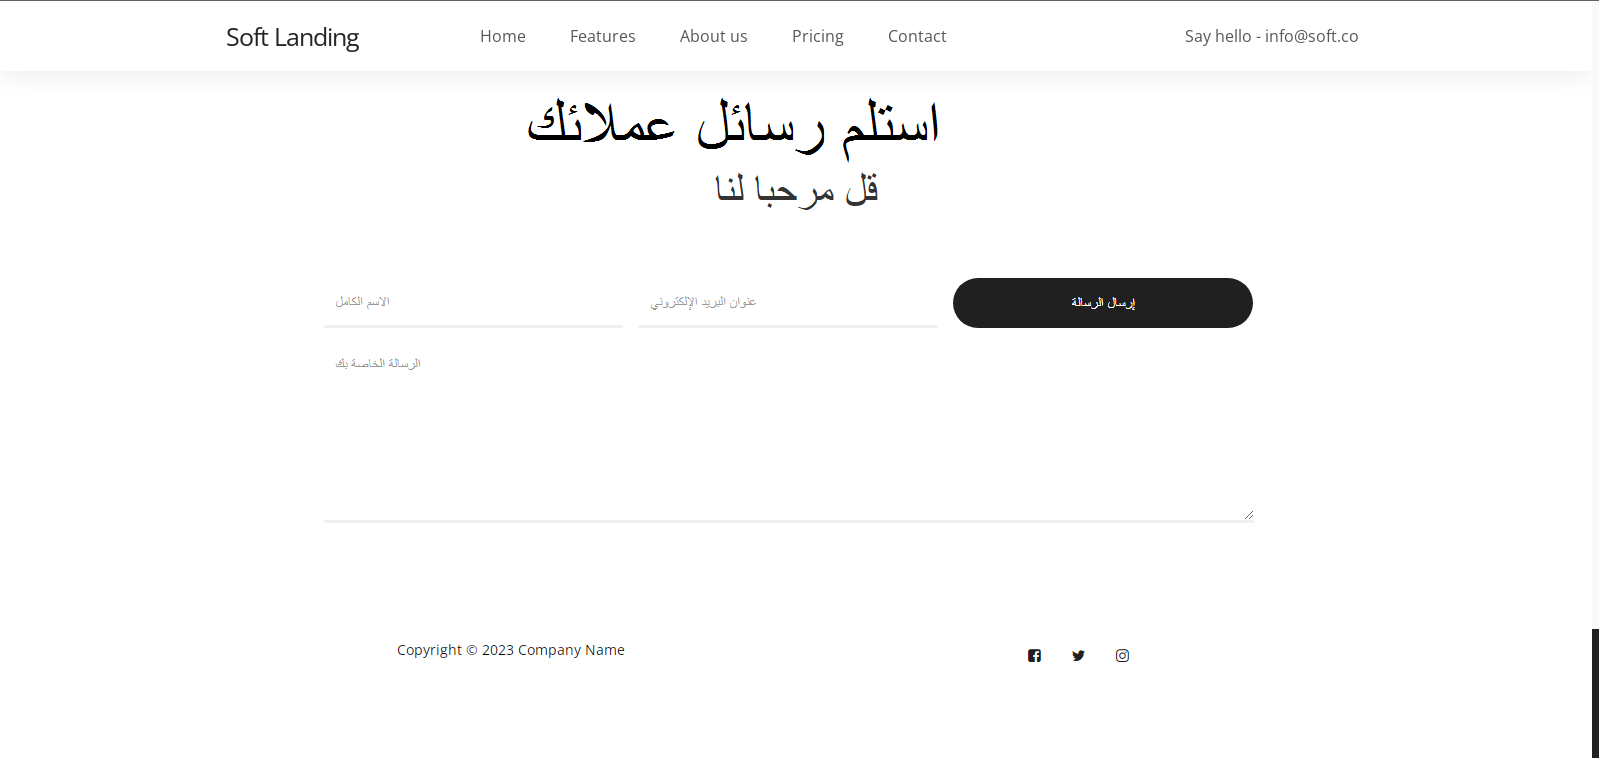 Soft Landing
Home Features About us Pricing Contact
Say hello - info@soft.co
استلم رسائل عملائك
قل مرحبا لنا
الاسم الكامل
عنوان البريد الإلكتروني
إرسال الرسالة
الرسالة الخاصة بك
Copyright © 2023 Company Name